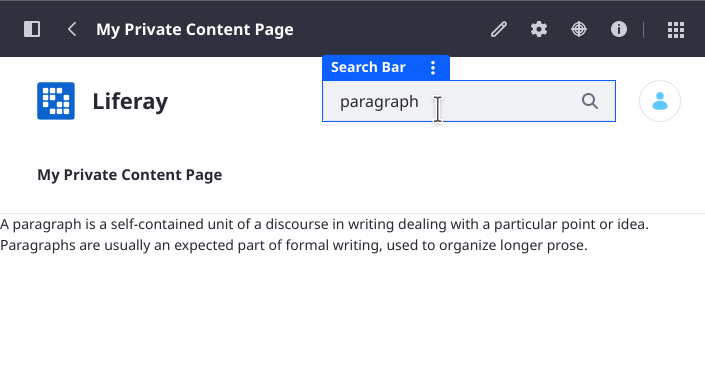 My Private Content Page
Search Bar
Liferay
paragraph
My Private Content Page
A paragraph is a self-contained unit of a discourse in writing dealing with a particular point or idea.
Paragraphs are usually an expected part of formal writing, used to organize longer prose.